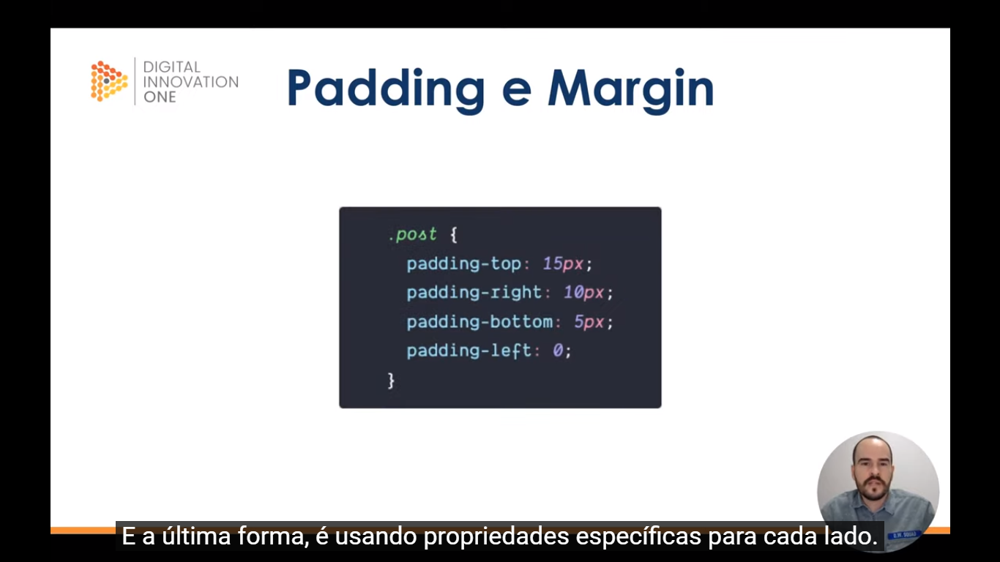 DIGITAL
INNOVATION
ONE
Padding e Margin
.post {
padding-top: 15px;
padding-right: 10px;
padding-bottom: 5px;
padding-left: 0;
}
E a última forma, é usando propriedades específicas para cada lado.